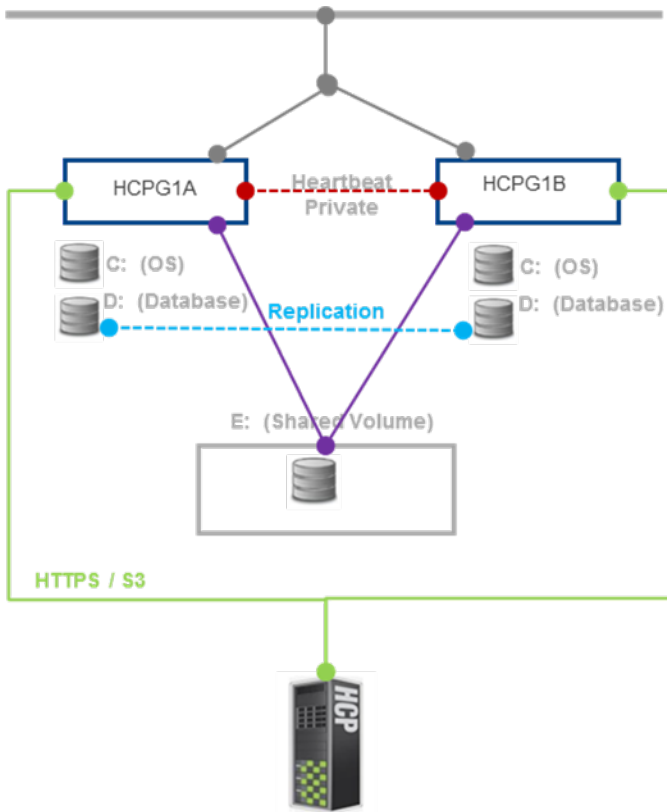 HCPG1A
Heartbeat
Private
HCPG1B
C: (OS)
D: (Database)
C: (OS)
D: (Database)
Replication
E: (Shared Volume)
HTTPS / S3
HCP